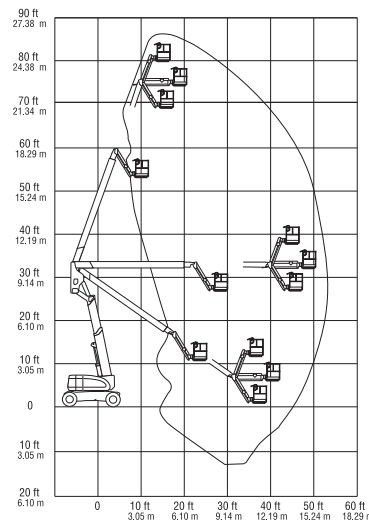 90 ft
27.38 m
80 ft
24.38 m
70 ft
21.34 m
60 ft
18.29 m
50 ft
15.24 m
40 ft
12.19 m
30 ft
9.14 m
20 ft
6.10 m
10 ft
3.05 m
0
10 ft
3.05 m
20 ft
6.10 m
0 10 ft 20 ft 30 ft 40 ft 50 ft 60 ft
3.05 m 6.10 m 9.14 m 12.19 m 15.24 m 18.29 m